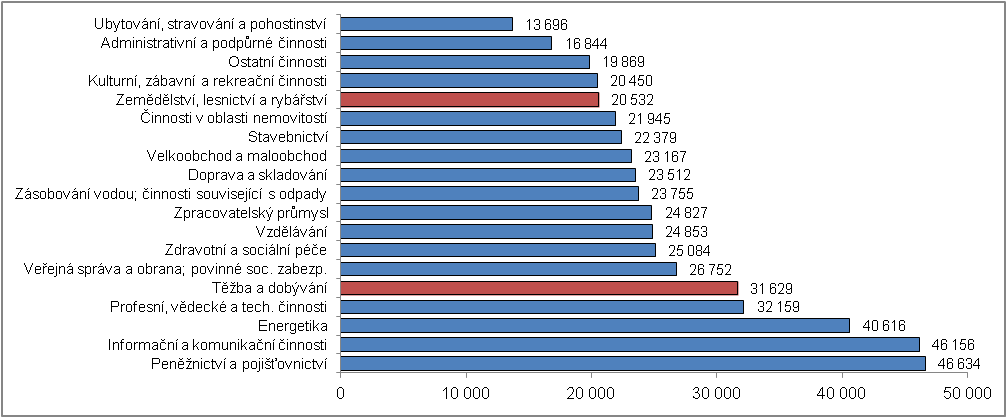 Ubytování, stravování a pohostinství 13 696
Administrativní a podpůrné činnosti 16 844
Ostatní činnosti 19 869
Kulturní, zábavní a rekreační činnosti 20 450
Zemědělství, lesnictví a rybářství 20 532
Činnosti v oblasti nemovitostí 21 945
Stavebnictví 22 379
Velkoobchod a maloobchod 23 167
Doprava a skladování 23 512
Zásobování vodou; činnosti související s odpady 23 755
Zpracovatelský průmysl 24 827
Vzdělávání 24 853
Zdravotní a sociální péče 25 084
Veřejná správa a obrana; povinné soc. zabezp. 26 752
Těžba a dobývání 31 629
Profesní, vědecké a tech. činnosti 32 159
Energetika 40 616
Informační a komunikační činnosti 46 156
Peněžnictví a pojišťovnictví 46 634
0 10 000 20 000 30 000 40 000 50 000